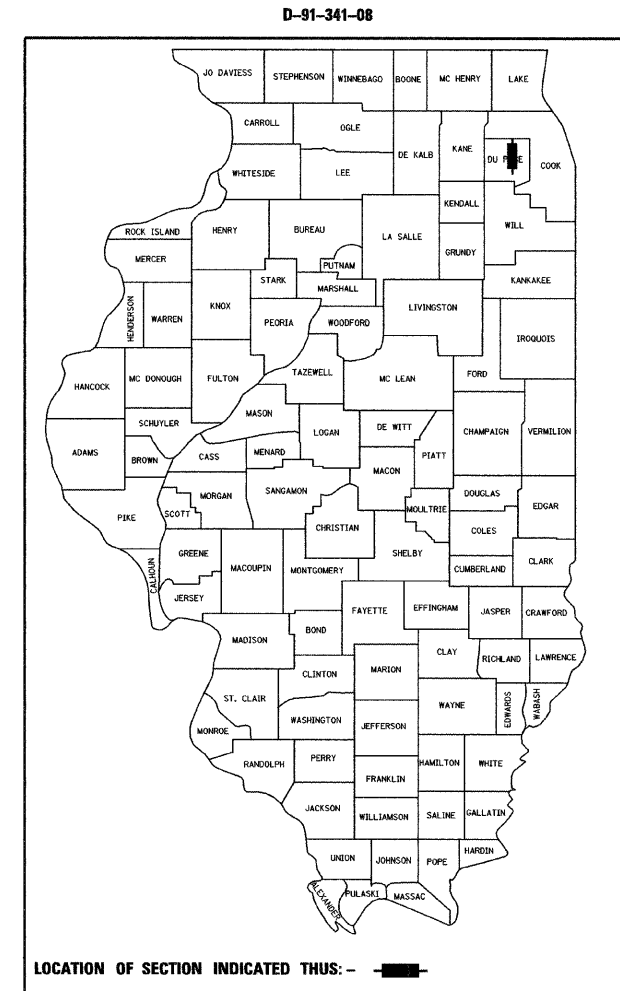 D-91-341-08
JO DAVIESS STEPHENSON WINNEBAGO BOONE MC HENRY LAKE
CARROLL OGLE
DE KALB KANE DU P GE COOK
WHITESIDE LEE
KENDALL
ROCK ISLAND HENRY BUREAU LA SALLE WILL
MERCER PUTNAM GRUNDY
STARK MARSHALL KANKAKEE
HENDERSON WARREN KNOX PEORIA WOODFORD LIVINGSTON IROQUOIS
HANCOCK MC DONOUGH FULTON TAZEWELL MC LEAN FORD
MASON
SCHUYLER LOGAN DE WITT CHAMPAIGN VERMILION
ADAMS BROWN CASS MENARD PIATT
MACON
MORGAN SANGAMON DOUGLAS
PIKE SCOTT CHRISTIAN MOULTRIE EDGAR
COLES
GREENE MACOUPIN MONTGOMERY SHELBY CLARK
CALHOUN CUMBERLAND
JERSEY FAYETTE EFFINGHAM JASPER CRAWFORD
MADISON BOND
CLAY RICHLAND LAWRENCE
CLINTON MARION
ST. CLAIR WAYNE EDWARDS WABASH
WASHINGTON JEFFERSON
MONROE
RANDOLPH PERRY HAMILTON WHITE
FRANKLIN
JACKSON WILLIAMSON SALINE GALLATIN
UNION JOHNSON POPE HARDIN
ALEXANDER PULASKI MASSAC
LOCATION OF SECTION INDICATED THUS: -